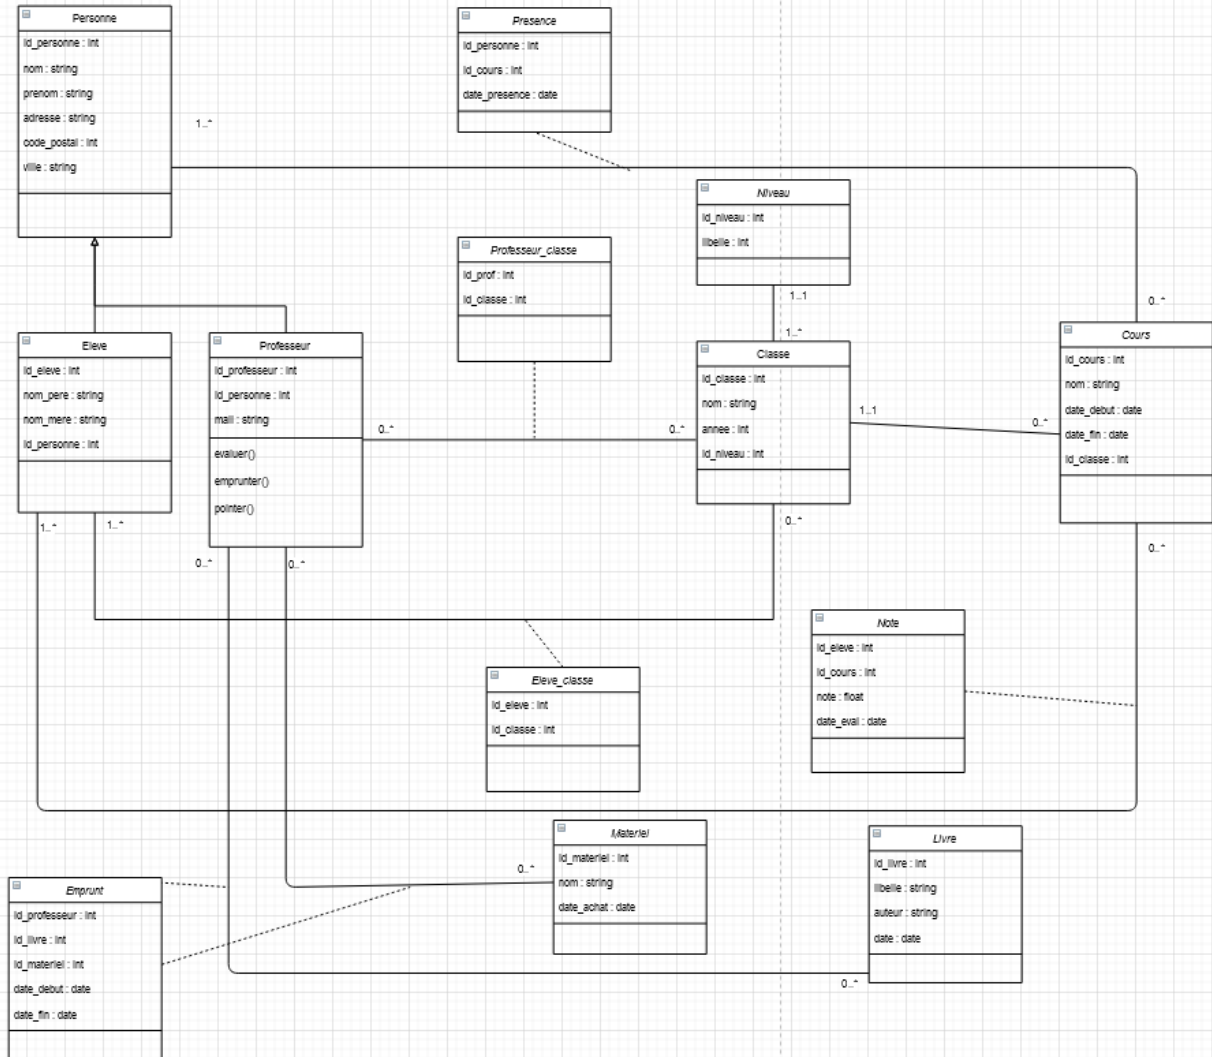 Personne
id_personne : int
nom : string
prenom : string
adresse : string
code_postal : int
ville : string
1..*
Presence
id_personne : int
id_cours : int
date_presence : date
Niveau
id_niveau : int
libelle : int
1..1
1..*
Professeur_classe
id_prof : int
id_classe : int
0..*
Eleve
id_eleve : int
nom_pere : string
nom_mere : string
id_personne : int
1..*
1..*
Professeur
id_professeur : int
id_personne : int
mail : string
evaluer()
emprunter()
pointer()
0..*
0..*
0..*
0..*
Classe
id_classe : int
nom : string
annee : int
id_niveau : int
1..1
0..*
0..*
Cours
id_cours : int
nom : string
date_debut : date
date_fin : date
id_classe : int
0..*
Eleve_classe
id_eleve : int
id_classe : int
Note
id_eleve : int
id_cours : int
note : float
date_eval : date
Materiel
id_materiel : int
nom : string
date_achat : date
0..*
Livre
id_livre : int
libelle : string
auteur : string
date : date
0..*
Emprunt
id_professeur : int
id_livre : int
id_materiel : int
date_debut : date
date_fin : date